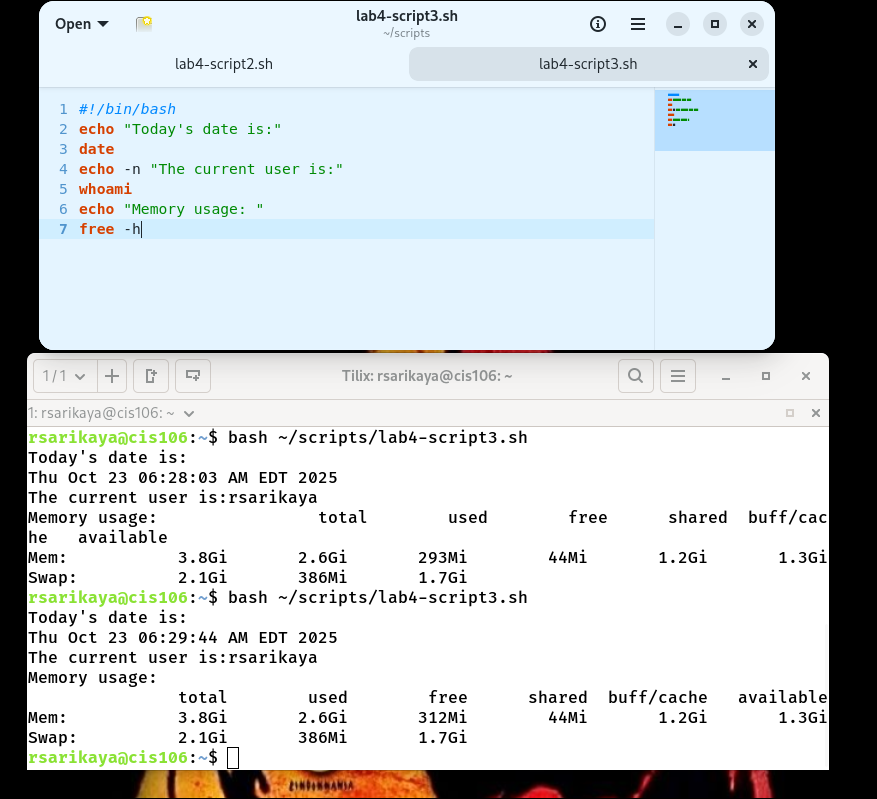 Open
lab4-script3.sh
~/scripts
lab4-script2.sh
lab4-script3.sh
1 #!/bin/bash
2 echo "Today's date is:"
3 date
4 echo -n "The current user is:"
5 whoami
6 echo "Memory usage: "
7 free -h
1/1
Tilix: rsarikaya@cis106: ~
1: rsarikaya@cis106: ~
rsarikaya@cis106:~$ bash ~/scripts/lab4-script3.sh
Today's date is:
Thu Oct 23 06:28:03 AM EDT 2025
The current user is:rsarikaya
Memory usage:                total        used        free      shared  buff/cac
he   available
Mem:           3.8Gi       2.6Gi       293Mi        44Mi       1.2Gi       1.3Gi
Swap:          2.1Gi       386Mi       1.7Gi
rsarikaya@cis106:~$ bash ~/scripts/lab4-script3.sh
Today's date is:
Thu Oct 23 06:29:44 AM EDT 2025
The current user is:rsarikaya
Memory usage:
               total        used        free      shared  buff/cache   available
Mem:           3.8Gi       2.6Gi       312Mi        44Mi       1.2Gi       1.3Gi
Swap:          2.1Gi       386Mi       1.7Gi
rsarikaya@cis106:~$